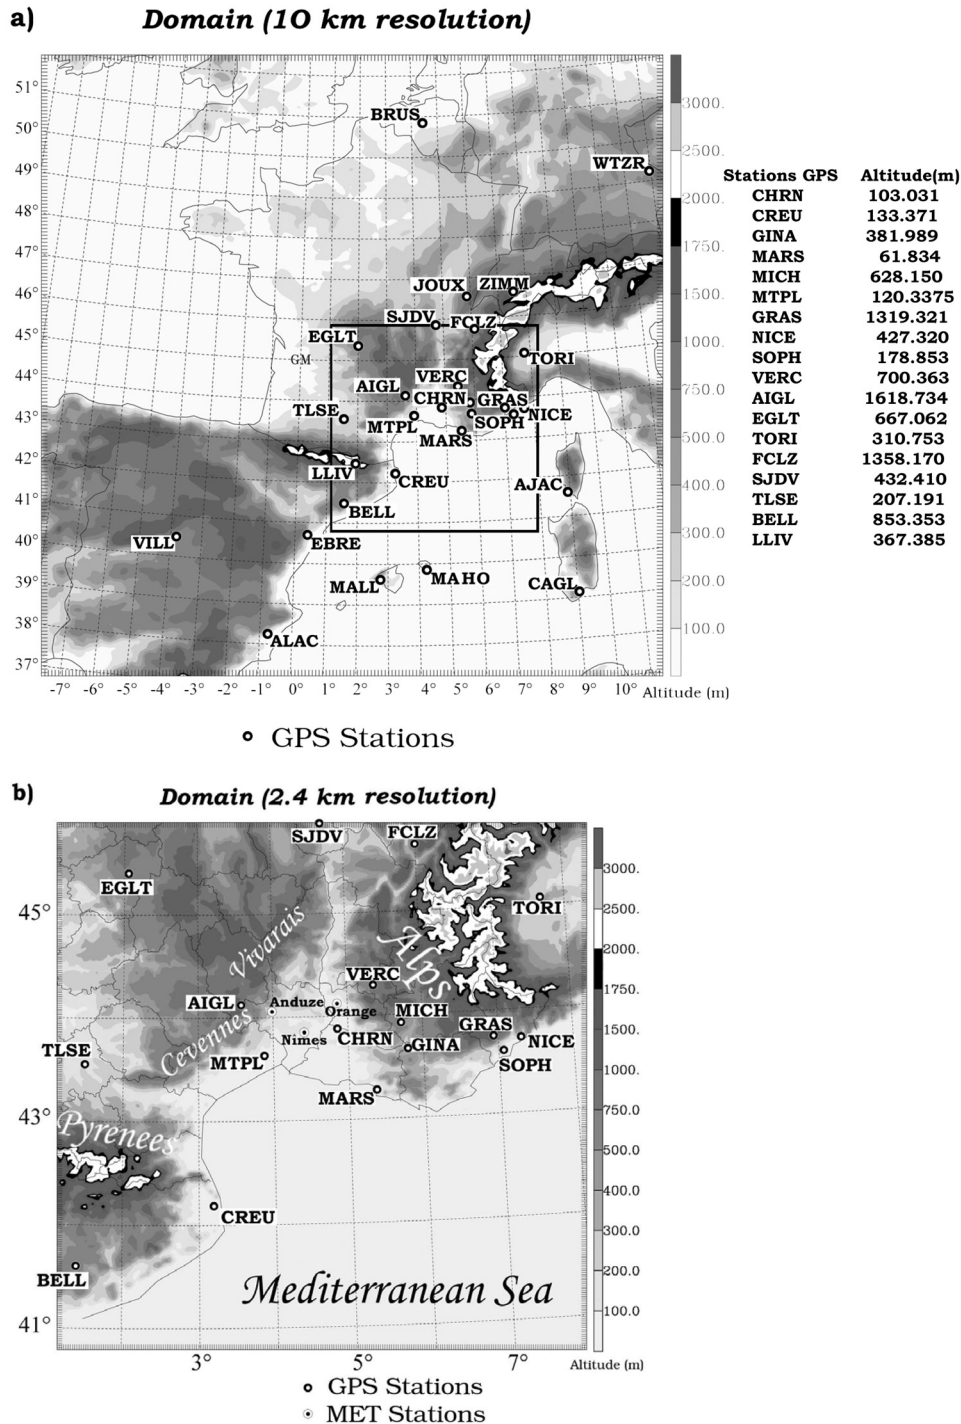 a)
Domain (10 km resolution)
51°
50°
49°
48°
47°
46°
45°
44°
43°
42°
41°
40°
39°
38°
37°
BRUS
WTZR
JOUX
ZIMM
SJDV
FCLZ
EGLT
GM
TORI
VERC
AIGL
CHRN
GRAS
TLSE
NICE
MTPL
SOPH
MARS
LLIV
CREU
AJAC
BELL
VILL
EBRE
MALL
MAHO
CAGL
ALAC
-7° -6° -5° -4° -3° -2° -1° 0° 1° 2° 3° 4° 5° 6° 7° 8° 9° 10°
Altitude (m)
3000.
2500.
2000.
1750.
1500.
1000.
750.0
500.0
400.0
300.0
200.0
100.0
Stations GPS Altitude(m)
CHRN 103.031
CREU 133.371
GINA 381.989
MARS 61.834
MICH 628.150
MTPL 120.3375
GRAS 1319.321
NICE 427.320
SOPH 178.853
VERC 700.363
AIGL 1618.734
EGLT 667.062
TORI 310.753
FCLZ 1358.170
SJDV 432.410
TLSE 207.191
BELL 853.353
LLIV 367.385
GPS Stations
b)
Domain (2.4 km resolution)
45°
43°
41°
SJDV
FCLZ
EGLT
TORI
Vivarais
Alps
VERC
AIGL
Anduze
Orange
MICH
Cevennes
Nimes
CHRN
GRAS
GINA
NICE
TLSE
MTPL
SOPH
MARS
Pyrenees
CREU
BELL
Mediterranean Sea
3° 5° 7°
Altitude (m)
3000.
2500.
2000.
1750.
1500.
1000.
750.0
500.0
400.0
300.0
200.0
100.0
GPS Stations
MET Stations